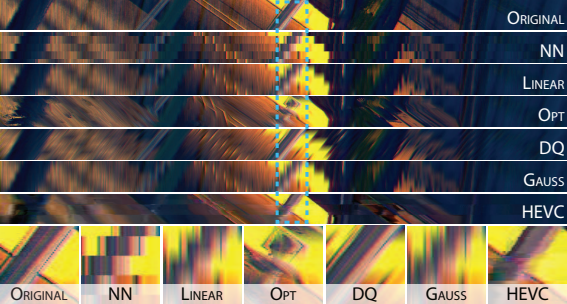 Original
NN
Linear
Opt
DQ
Gauss
HEVC
Original NN Linear Opt DQ Gauss HEVC